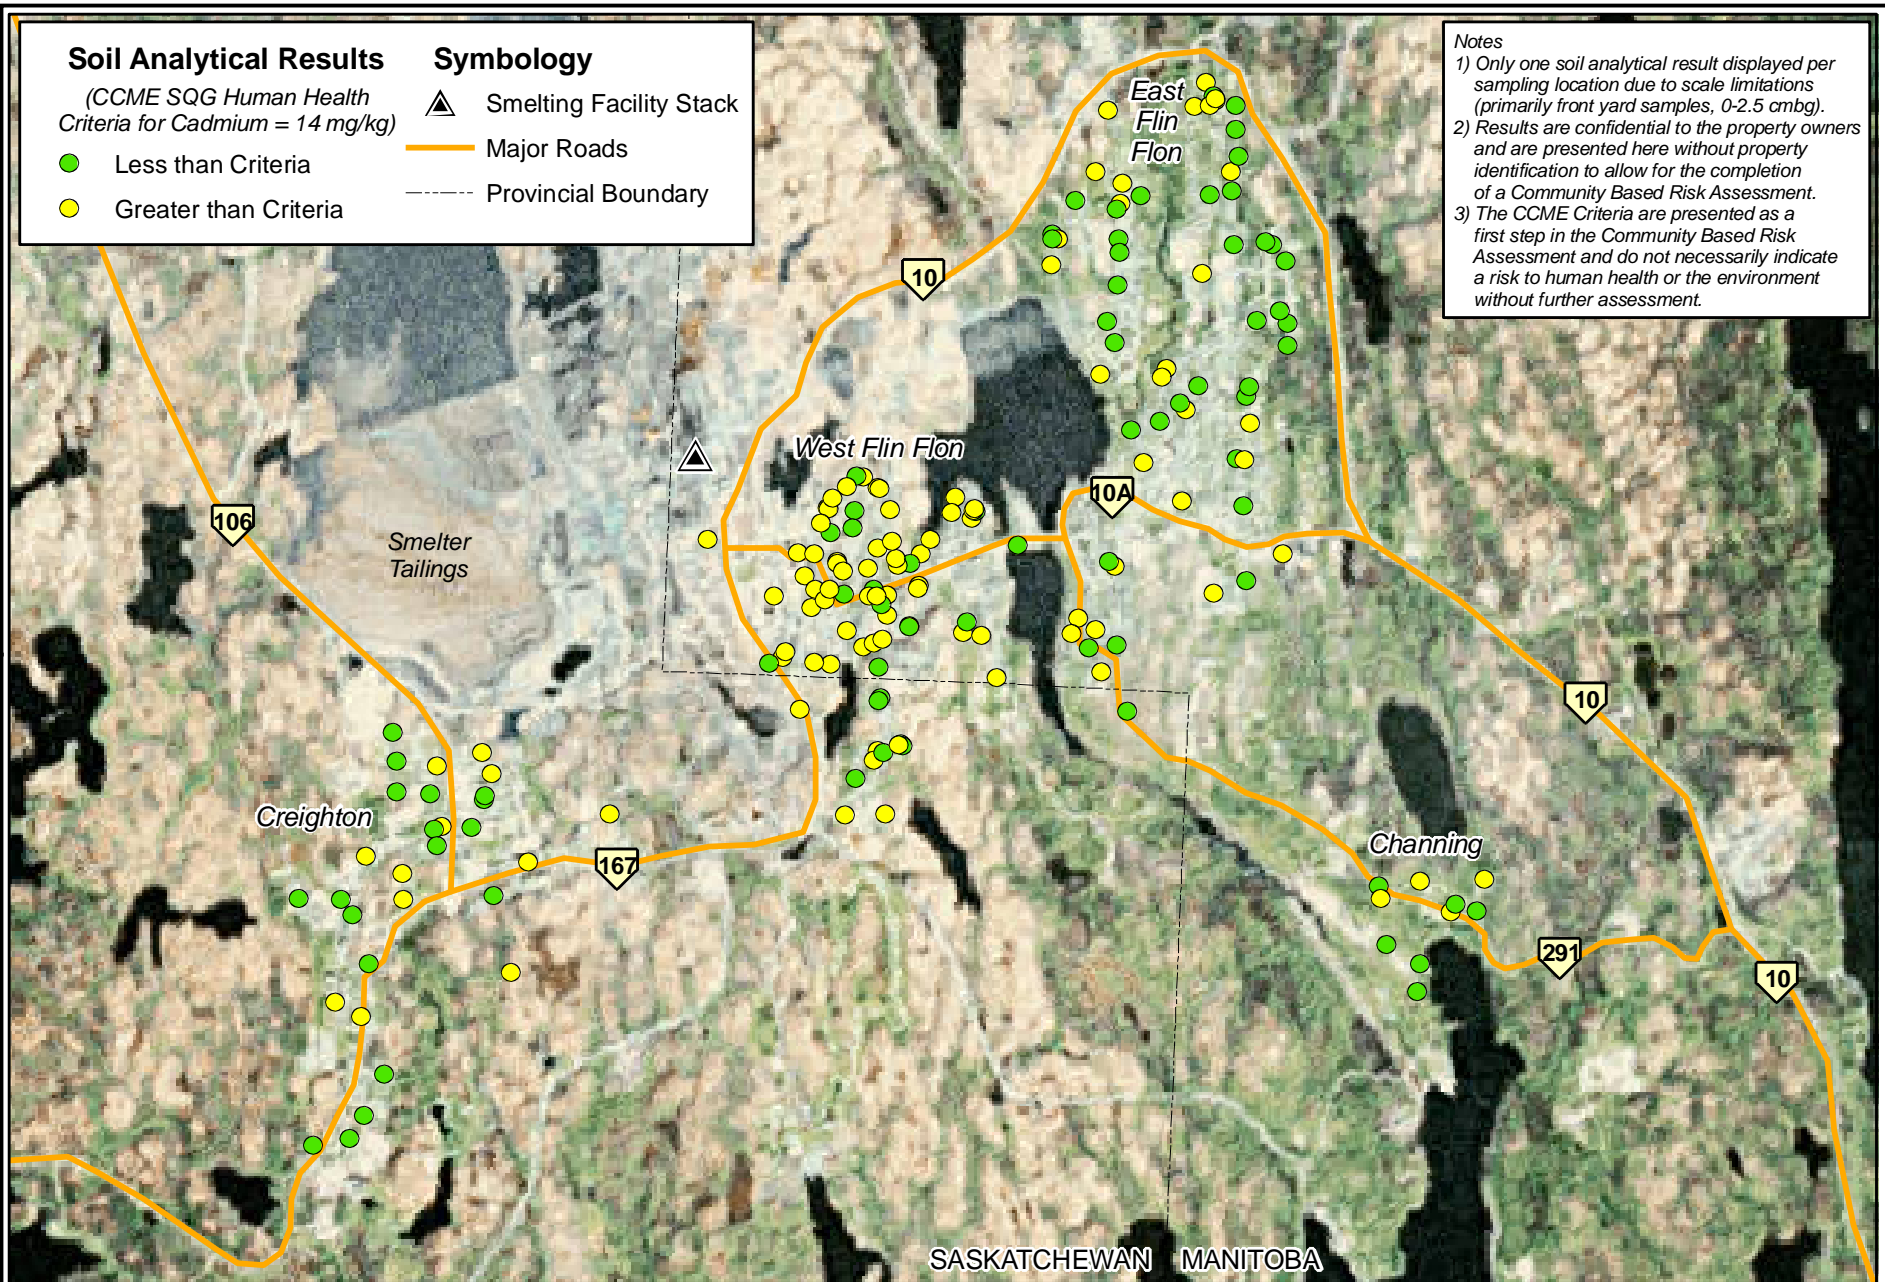 Soil Analytical Results
(CCME SQG Human Health
Criteria for Cadmium = 14 mg/kg)
Less than Criteria
Greater than Criteria
Symbology
Smelting Facility Stack
Major Roads
Provincial Boundary
Notes
1) Only one soil analytical result displayed per
sampling location due to scale limitations
(primarily front yard samples, 0-2.5 cmbg).
2) Results are confidential to the property owners
and are presented here without property
identification to allow for the completion
of a Community Based Risk Assessment.
3) The CCME Criteria are presented as a
first step in the Community Based Risk
Assessment and do not necessarily indicate
a risk to human health or the environment
without further assessment.
East
Flin
Flon
10
West Flin Flon
10A
106
Smelter
Tailings
10
Creighton
167
Channing
291
10
SASKATCHEWAN MANITOBA